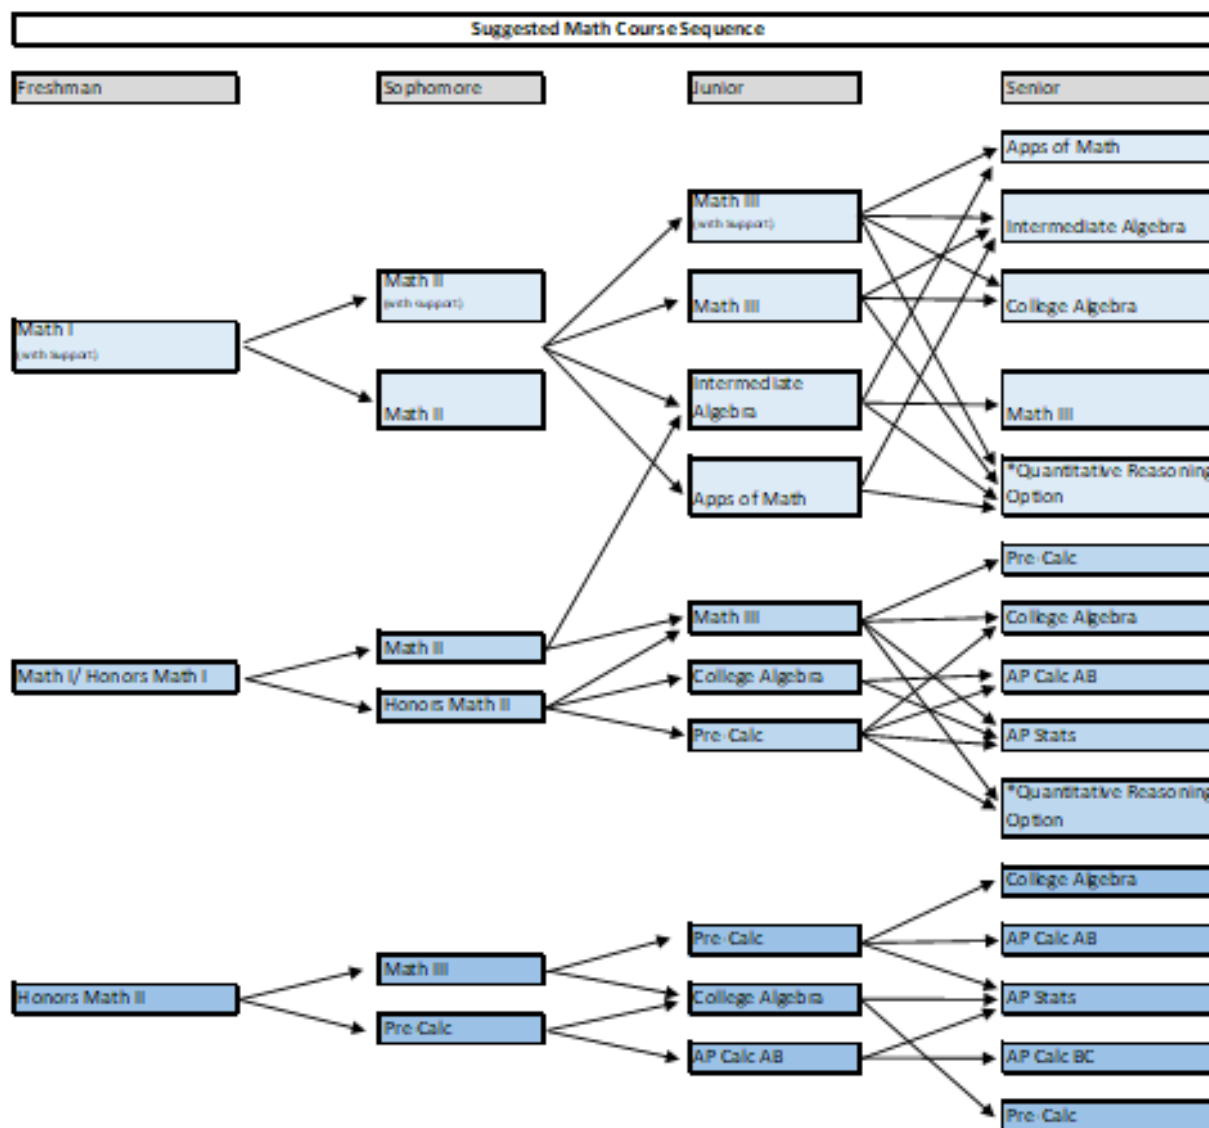 Suggested Math Course Sequence
Freshman
Sophomore
Junior
Senior
Math I
(with Support)
Math II
(with support)
Math II
Math III
(with Support)
Math III
Intermediate
Algebra
Apps of Math
Apps of Math
Intermediate Algebra
College Algebra
Math III
*Quantitative Reasoning
Option
Math I/ Honors Math I
Math II
Honors Math II
Math III
College Algebra
Pre-Calc
Pre-Calc
College Algebra
AP Calc AB
AP Stats
*Quantitative Reasoning
Option
Honors Math II
Math III
Pre-Calc
Pre-Calc
College Algebra
AP Calc AB
College Algebra
AP Calc AB
AP Stats
AP Calc BC
Pre-Calc